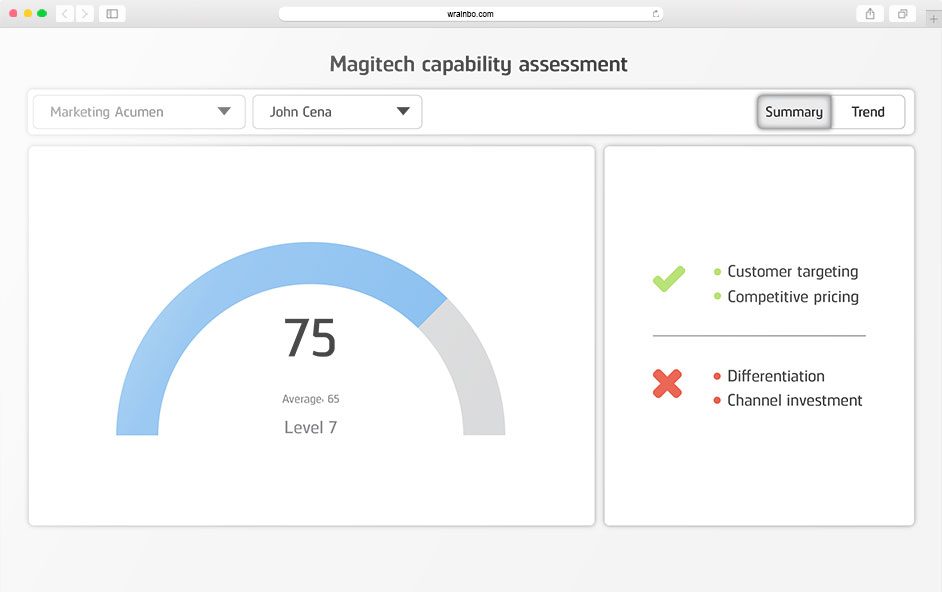 wrainbo.com
Magitech capability assessment
Marketing Acumen
John Cena
Summary
Trend
75
Average: 65
Level 7
Customer targeting
Competitive pricing
Differentiation
Channel investment